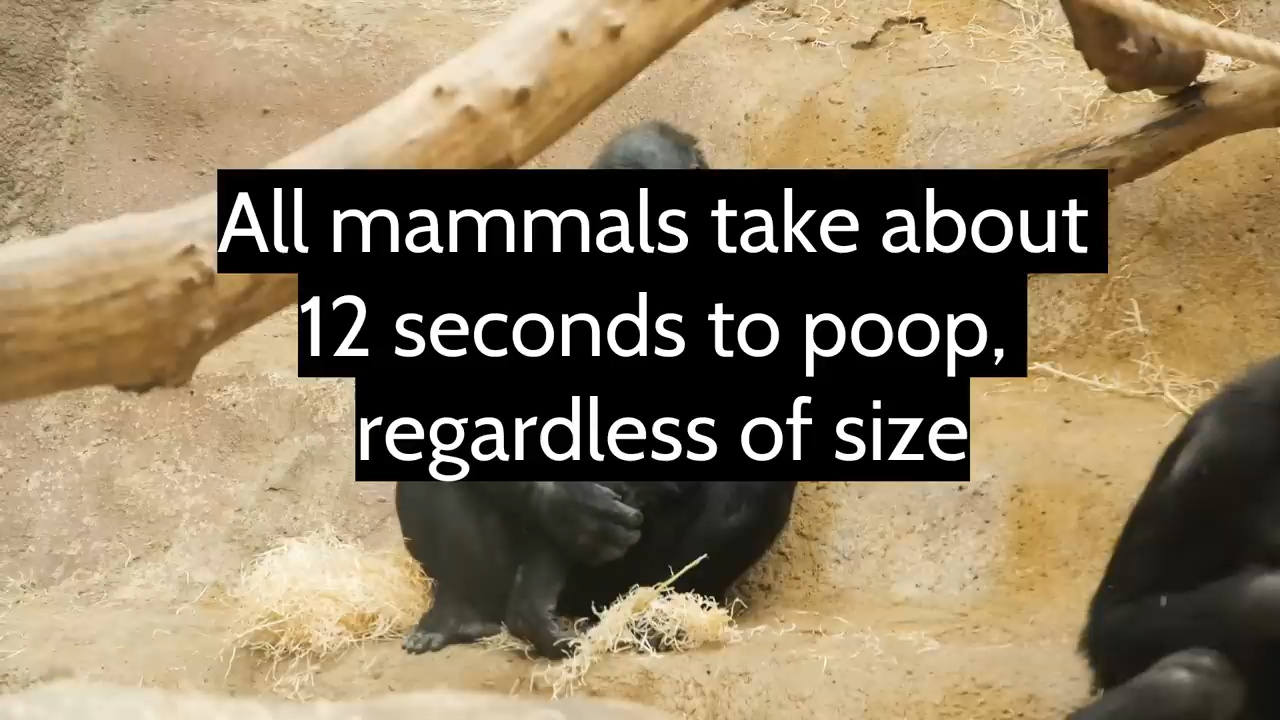 All mammals take about
12 seconds to poop,
regardless of size